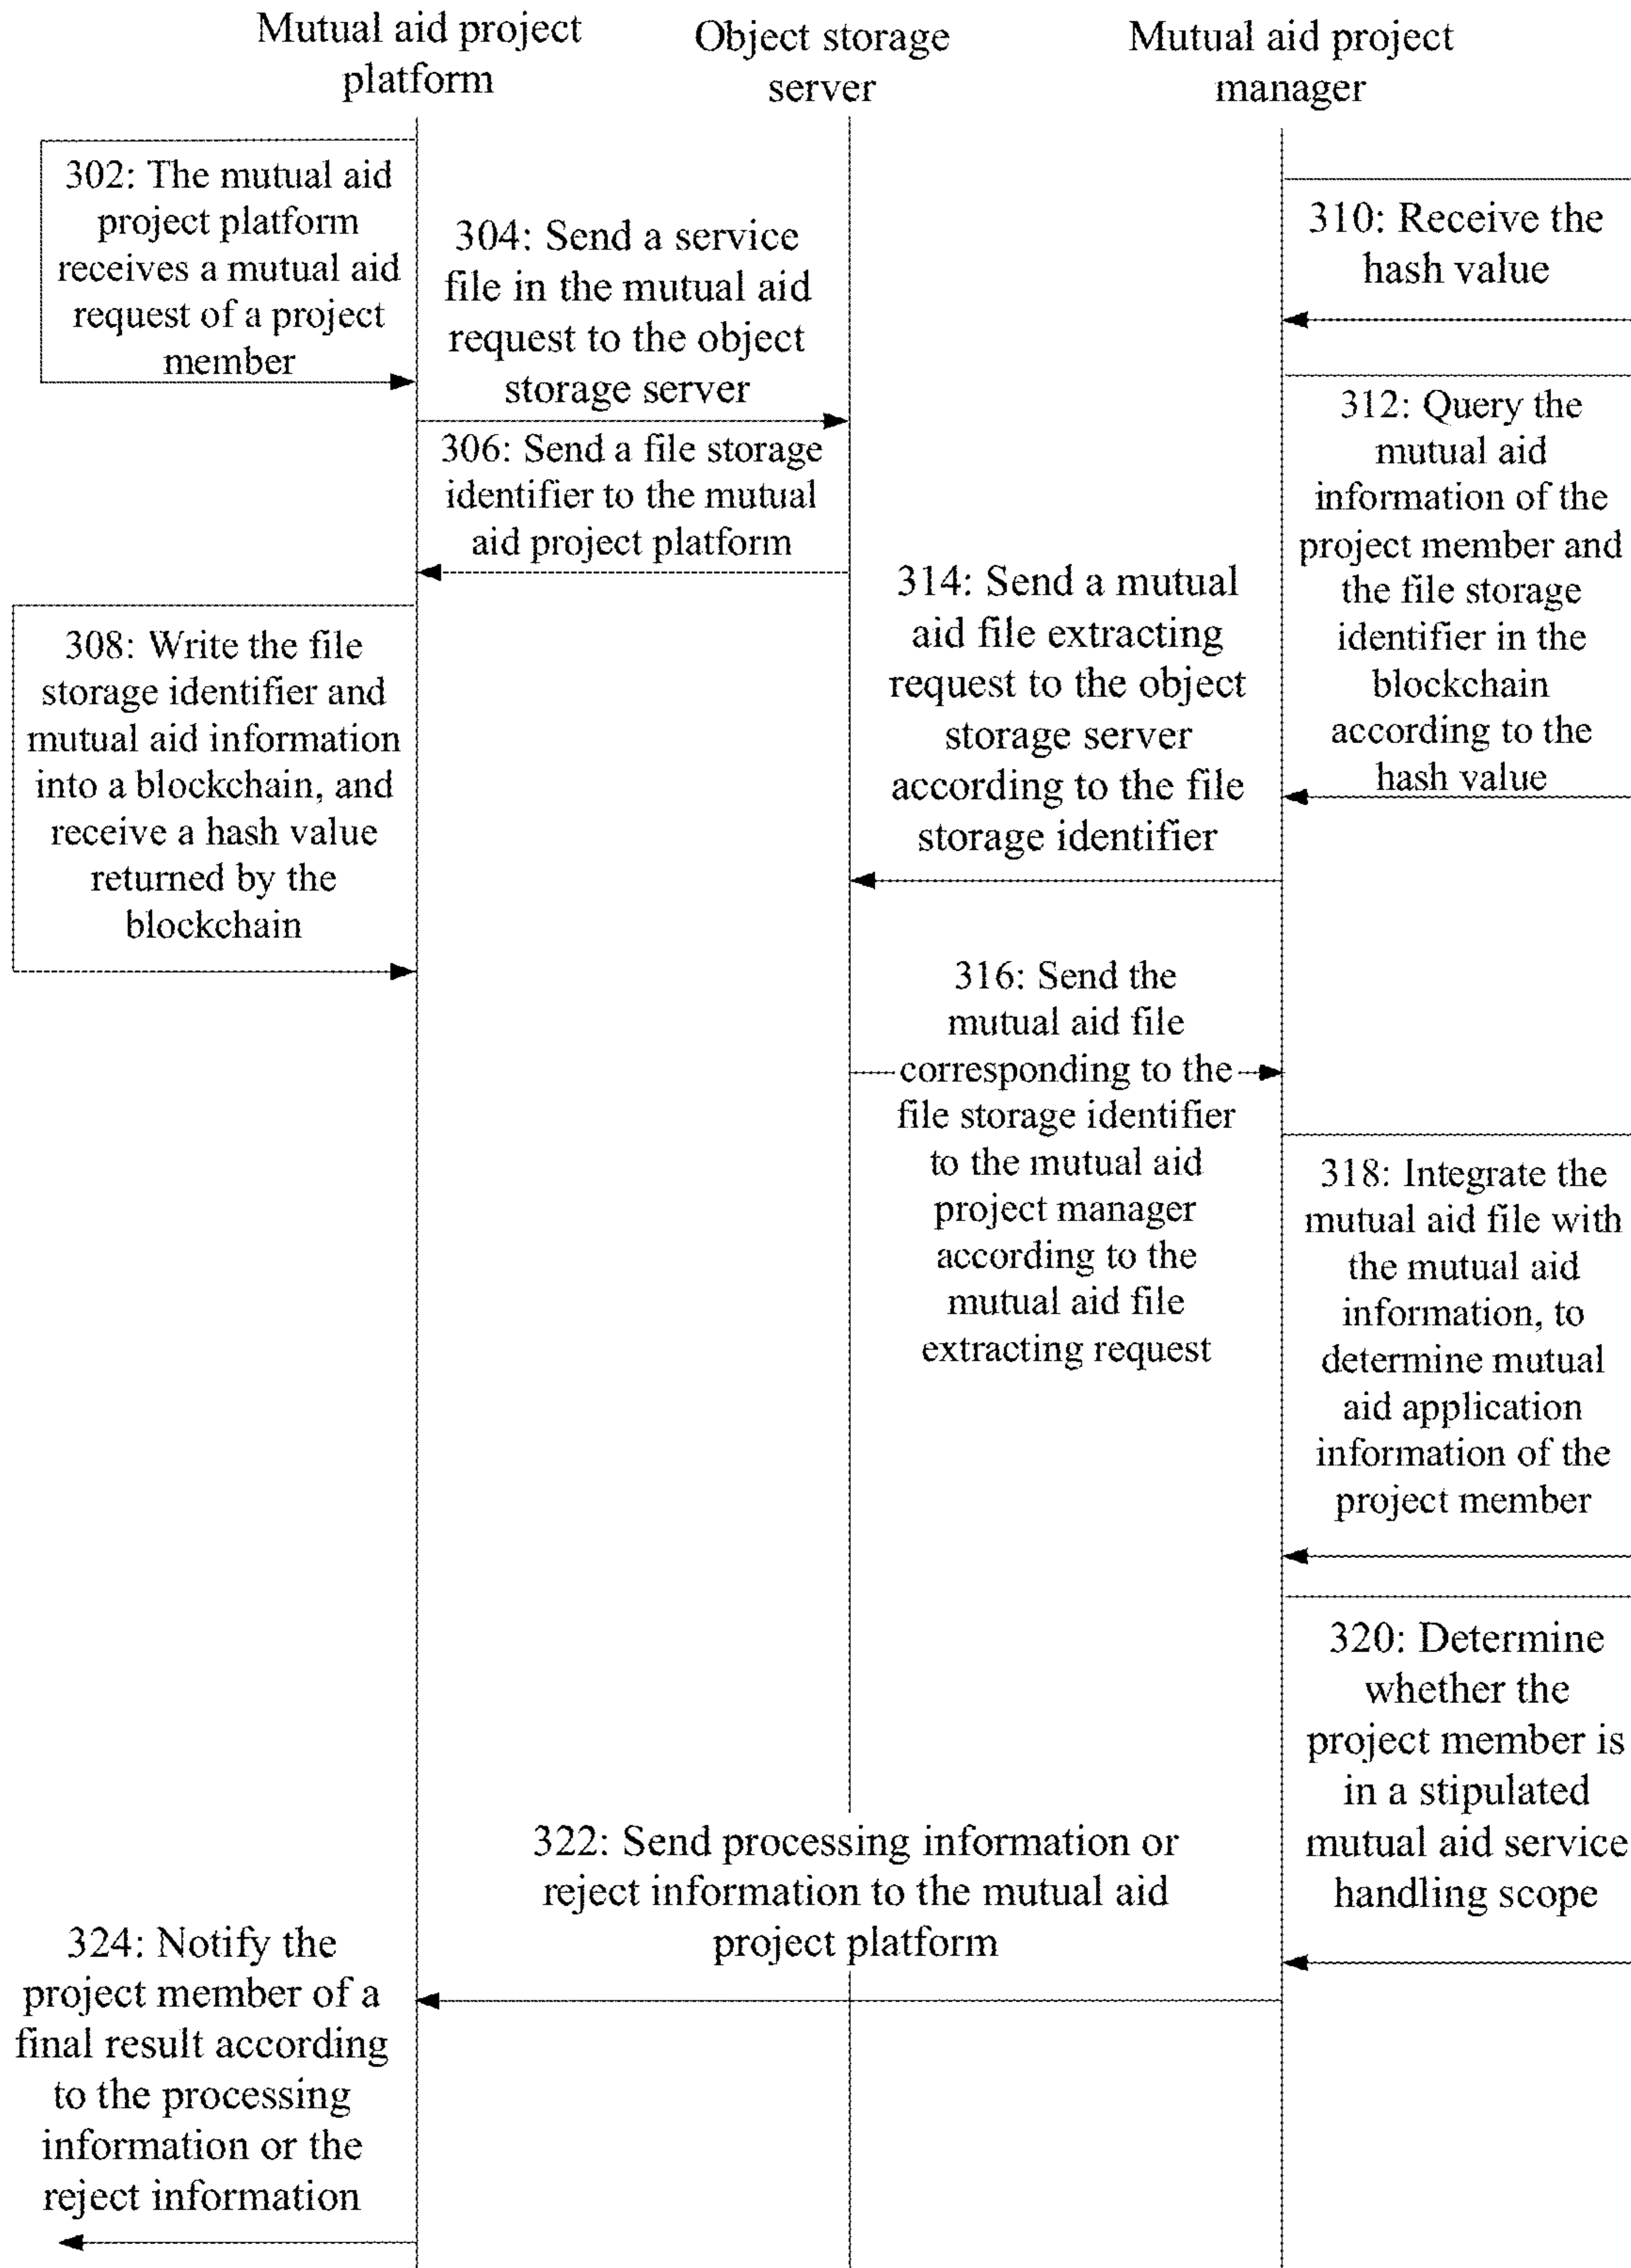 Mutual aid project
platform
Object storage
server
Mutual aid project
manager
302: The mutual aid
project platform
receives a mutual aid
request of a project
member
304: Send a service
file in the mutual aid
request to the object
storage server
306: Send a file storage
identifier to the mutual
aid project platform
308: Write the file
storage identifier and
mutual aid information
into a blockchain, and
receive a hash value
returned by the
blockchain
310: Receive the
hash value
312: Query the
mutual aid
information of the
project member and
the file storage
identifier in the
blockchain
according to the
hash value
314: Send a mutual
aid file extracting
request to the object
storage server
according to the file
storage identifier
316: Send the
mutual aid file
corresponding to the
file storage identifier
to the mutual aid
project manager
according to the
mutual aid file
extracting request
318: Integrate the
mutual aid file with
the mutual aid
information, to
determine mutual
aid application
information of the
project member
320: Determine
whether the
project member is
in a stipulated
mutual aid service
handling scope
322: Send processing information or
reject information to the mutual aid
project platform
324: Notify the
project member of a
final result according
to the processing
information or the
reject information